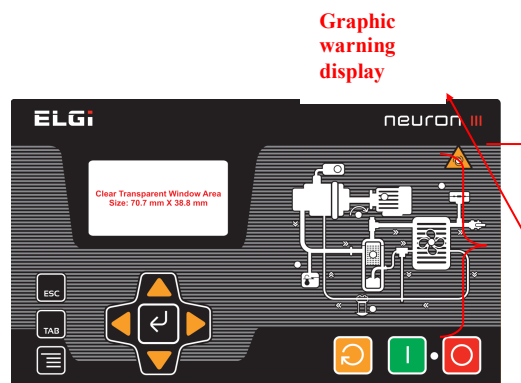 Graphic
warning
display
ELGi
neuron III
Clear Transparent Window Area
Size: 70.7 mm X 38.8 mm
ESC
TAB